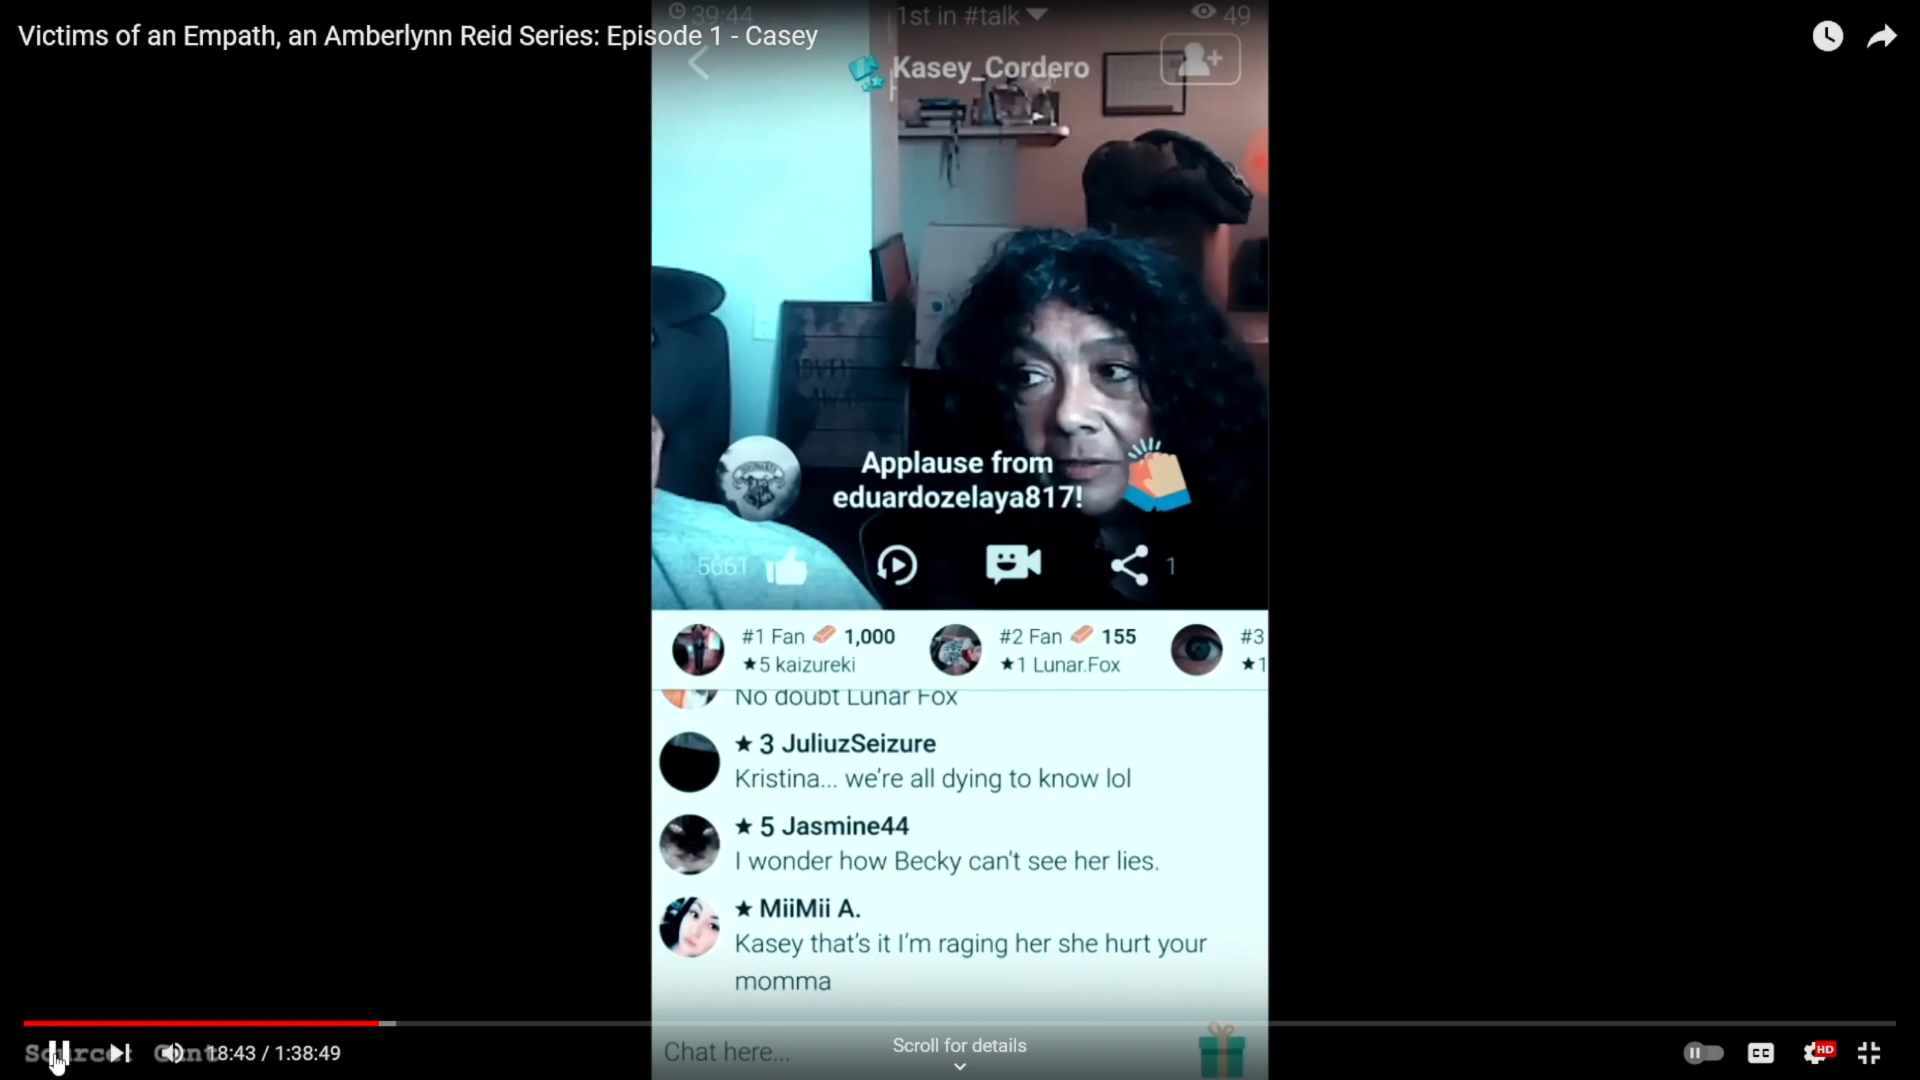 39:44
1st in #talk
49
Victims of an Empath, an Amberlynn Reid Series: Episode 1 - Casey
Kasey_Cordero
Applause from
eduardozelaya817!
5661
1
#1 Fan 1,000
★5 kaizureki
#2 Fan 155
★1 Lunar.Fox
#3
★1
No doubt Lunar Fox
★ 3 JuliuzSeizure
Kristina... we're all dying to know lol
★ 5 Jasmine44
I wonder how Becky can't see her lies.
★ MiiMii A.
Kasey that's it I'm raging her she hurt your
momma
Chat here...
Scroll for details
18:43 / 1:38:49
CC
HD